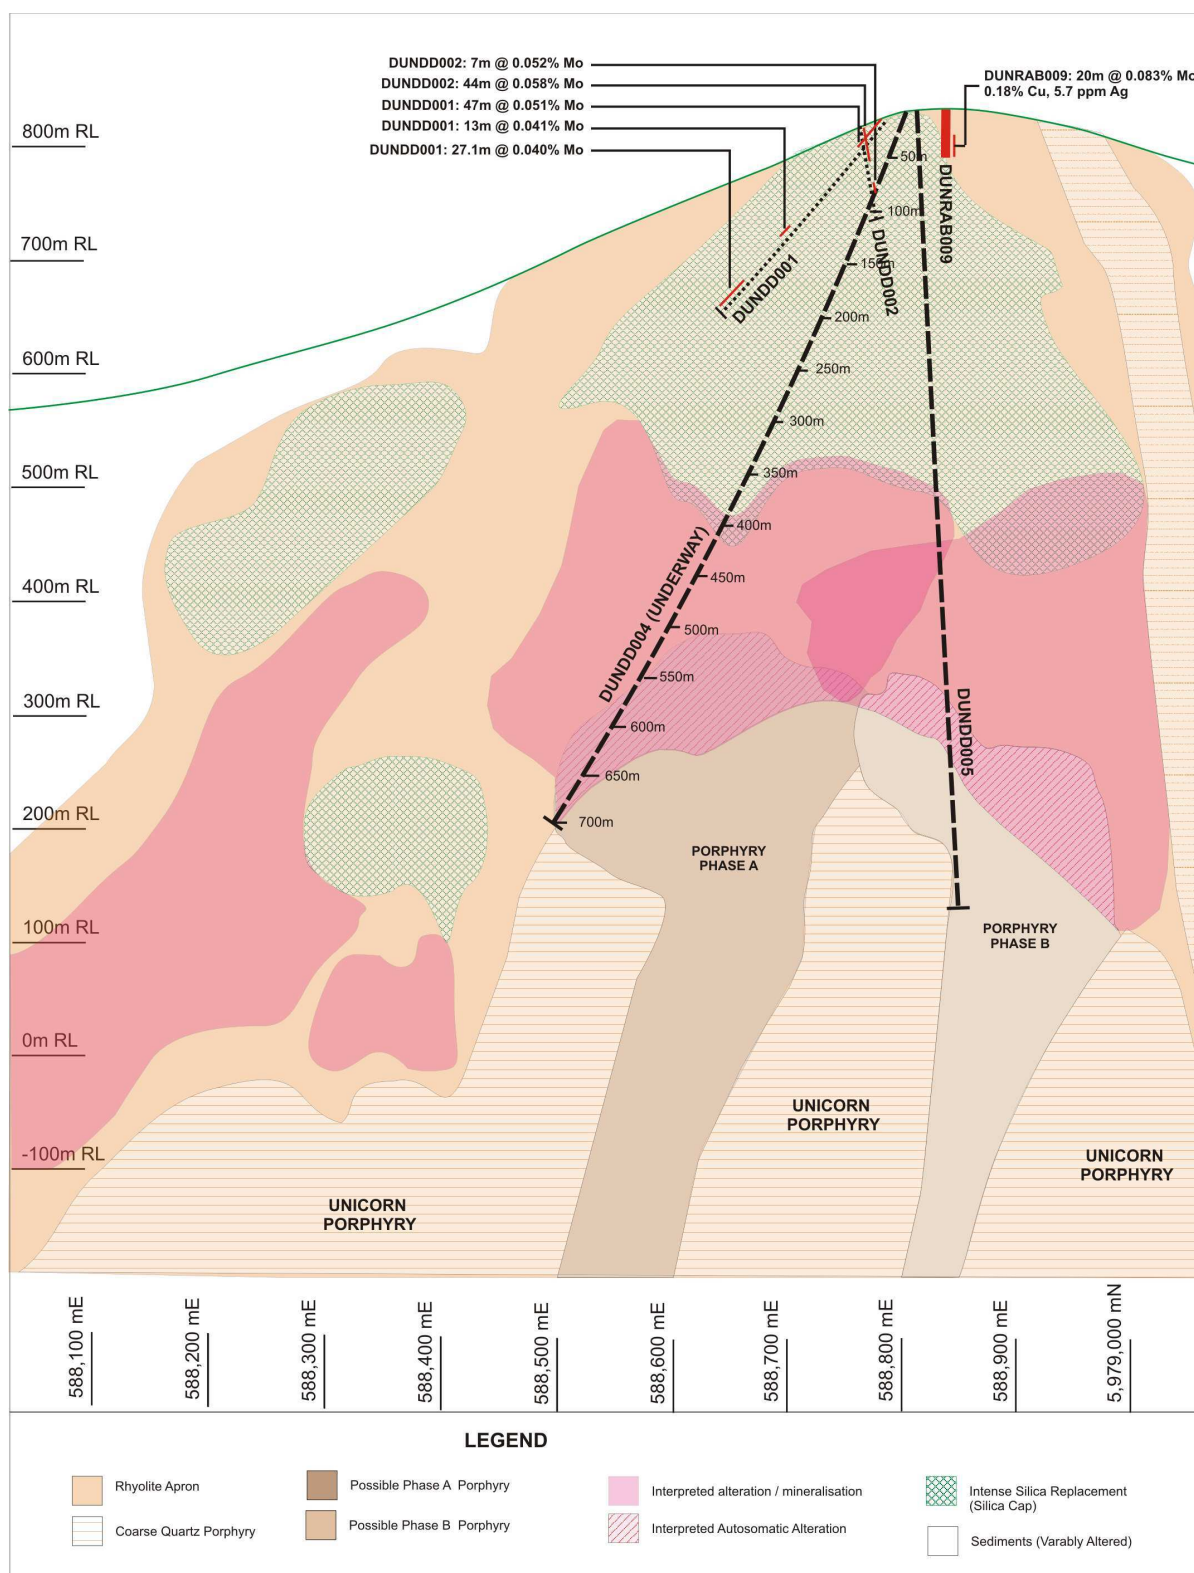 DUNDD002: 7m @ 0.052% Mo
DUNDD002: 44m @ 0.058% Mo
DUNDD001: 47m @ 0.051% Mo
DUNDD001: 13m @ 0.041% Mo
DUNDD001: 27.1m @ 0.040% Mo
DUNRAB009: 20m @ 0.083% Mo
0.18% Cu, 5.7 ppm Ag
800m RL
700m RL
600m RL
500m RL
400m RL
300m RL
200m RL
100m RL
0m RL
-100m RL
50m
100m
150m
200m
250m
300m
350m
400m
450m
500m
550m
600m
650m
700m
DUNDD001
DUNDD002
DUNRAB009
DUNDD004 (UNDERWAY)
DUNDD005
PORPHYRY
PHASE A
PORPHYRY
PHASE B
UNICORN
PORPHYRY
UNICORN
PORPHYRY
UNICORN
PORPHYRY
588,100 mE
588,200 mE
588,300 mE
588,400 mE
588,500 mE
588,600 mE
588,700 mE
588,800 mE
588,900 mE
5,979,000 mN
LEGEND
Rhyolite Apron
Coarse Quartz Porphyry
Possible Phase A Porphyry
Possible Phase B Porphyry
Interpreted alteration / mineralisation
Interpreted Autosomatic Alteration
Intense Silica Replacement
(Silica Cap)
Sediments (Varably Altered)